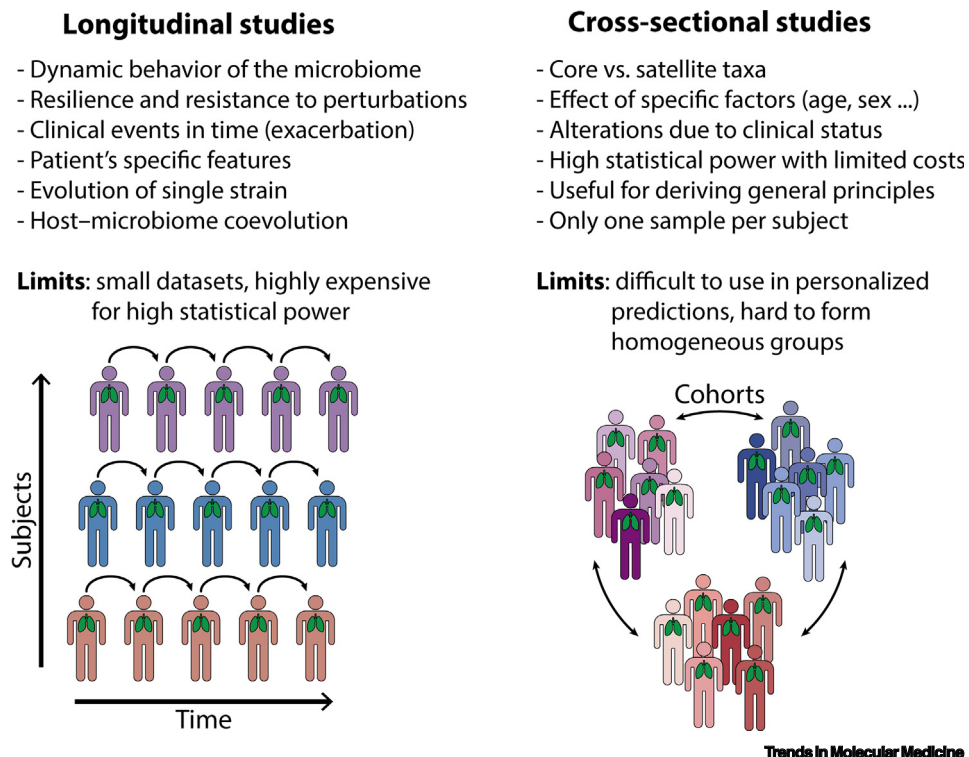 Longitudinal studies
- Dynamic behavior of the microbiome
- Resilience and resistance to perturbations
- Clinical events in time (exacerbation)
- Patient's specific features
- Evolution of single strain
- Host–microbiome coevolution
Limits: small datasets, highly expensive
for high statistical power
Subjects
Time
Cross-sectional studies
- Core vs. satellite taxa
- Effect of specific factors (age, sex ...)
- Alterations due to clinical status
- High statistical power with limited costs
- Useful for deriving general principles
- Only one sample per subject
Limits: difficult to use in personalized
predictions, hard to form
homogeneous groups
Cohorts
Trends in Molecular Medicine